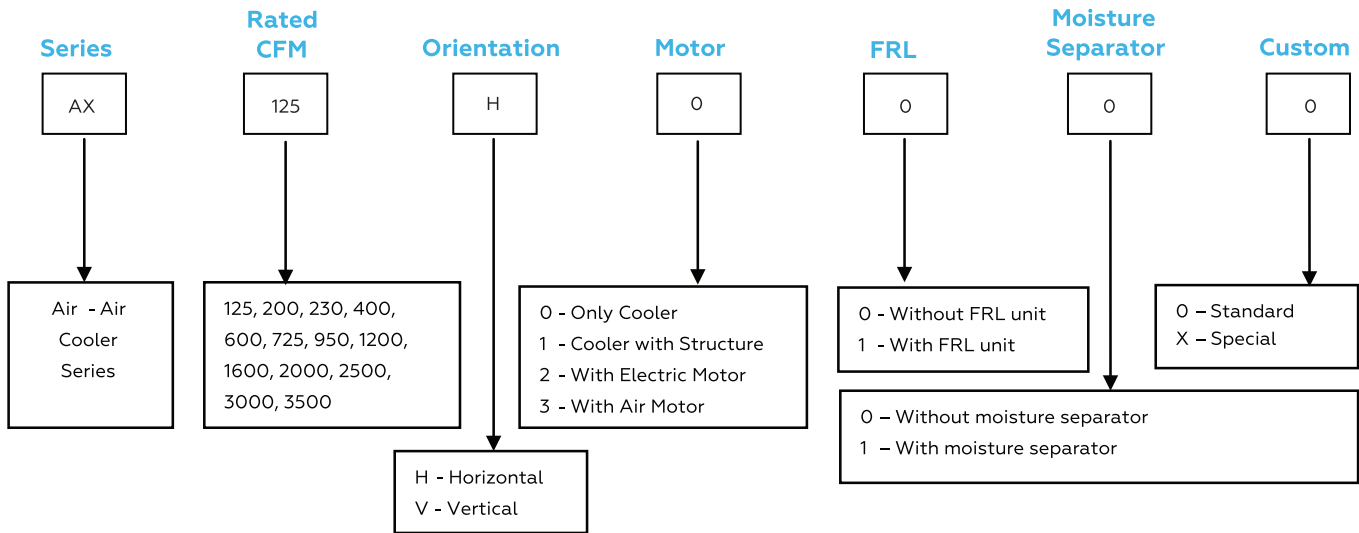 Series
Rated
CFM
Orientation
Motor
FRL
Moisture
Separator
Custom
AX
125
H
0
0
0
0
Air - Air
Cooler
Series
125, 200, 230, 400,
600, 725, 950, 1200,
1600, 2000, 2500,
3000, 3500
H - Horizontal
V - Vertical
0 - Only Cooler
1 - Cooler with Structure
2 - With Electric Motor
3 - With Air Motor
0 - Without FRL unit
1 - With FRL unit
0 – Without moisture separator
1 – With moisture separator
0 – Standard
X – Special